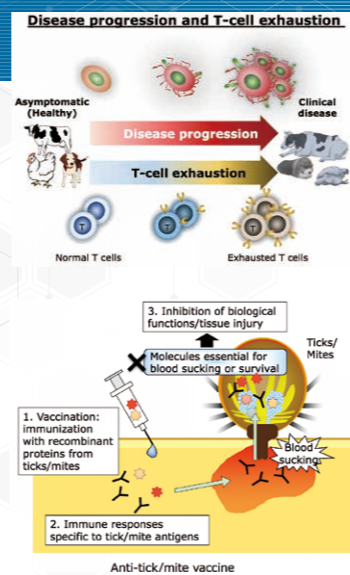 Disease progression and T-cell exhaustion
Asymptomatic
(Healthy)
Clinical
disease
Disease progression
T-cell exhaustion
T
T
Normal T cells
Exhausted T cells
3. Inhibition of biological
functions/tissue injury
Ticks/
Mites
Molecules essential for
blood sucking or survival
1. Vaccination:
immunization
with recombinant
proteins from
ticks/mites
Blood
sucking
2. Immune responses
specific to tick/mite antigens
Anti-tick/mite vaccine